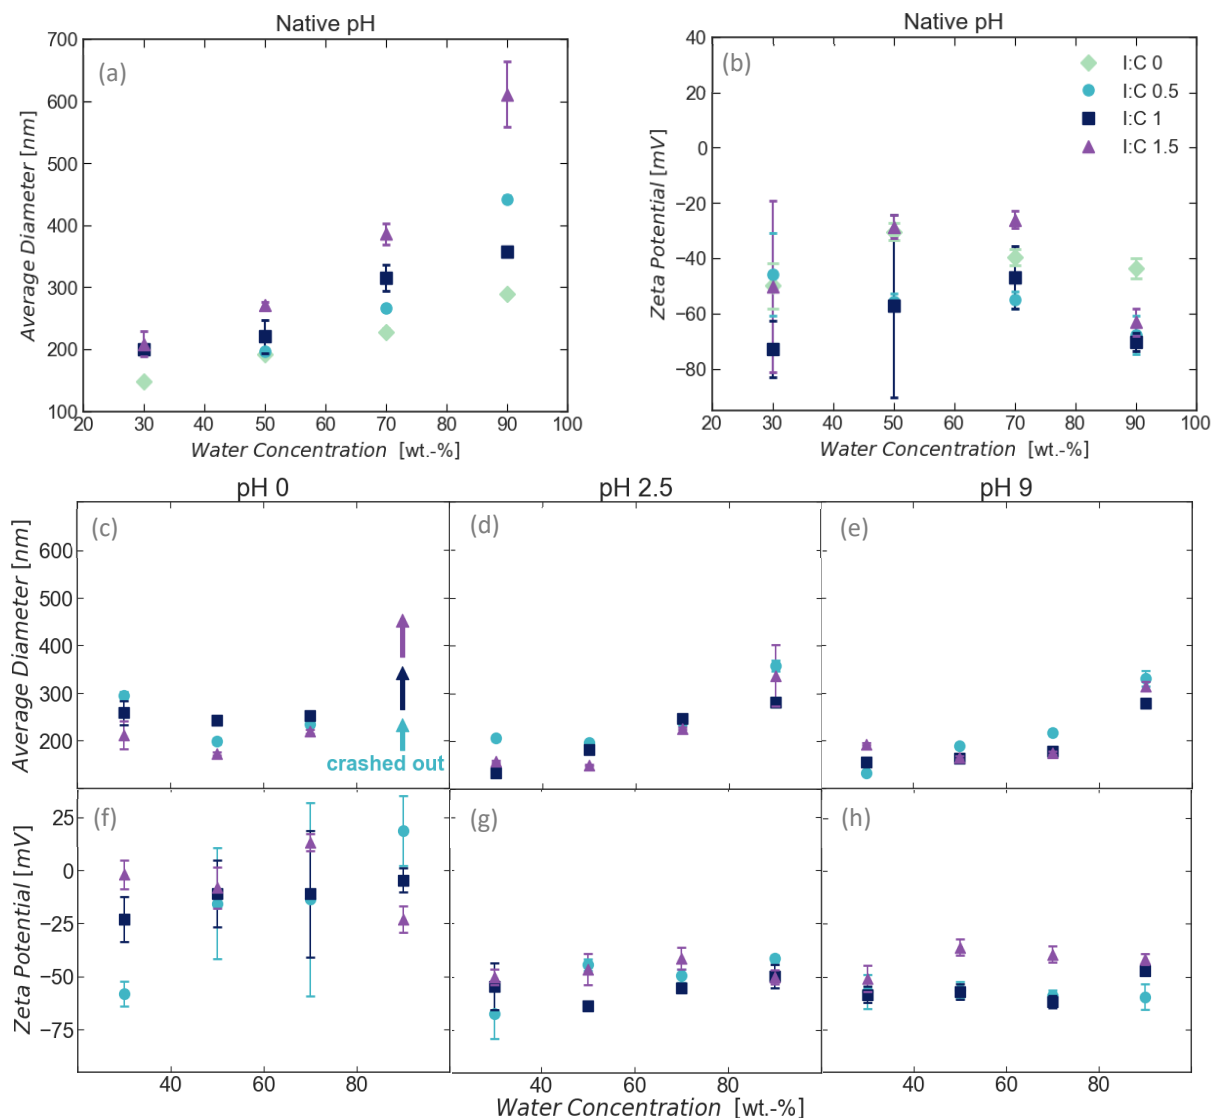 Native pH
(a)
700
600
500
400
300
200
100
20 30 40 50 60 70 80 90 100
Average Diameter [nm]
Water Concentration [wt.-%]
Native pH
(b)
I:C 0
I:C 0.5
I:C 1
I:C 1.5
40
20
0
−20
−40
−60
−80
20 30 40 50 60 70 80 90 100
Zeta Potential [mV]
Water Concentration [wt.-%]
pH 0
pH 2.5
pH 9
(c)
(d)
(e)
600
500
400
300
200
Average Diameter [nm]
crashed out
(f)
(g)
(h)
25
0
−25
−50
−75
Zeta Potential [mV]
40 60 80
40 60 80
40 60 80
Water Concentration [wt.-%]